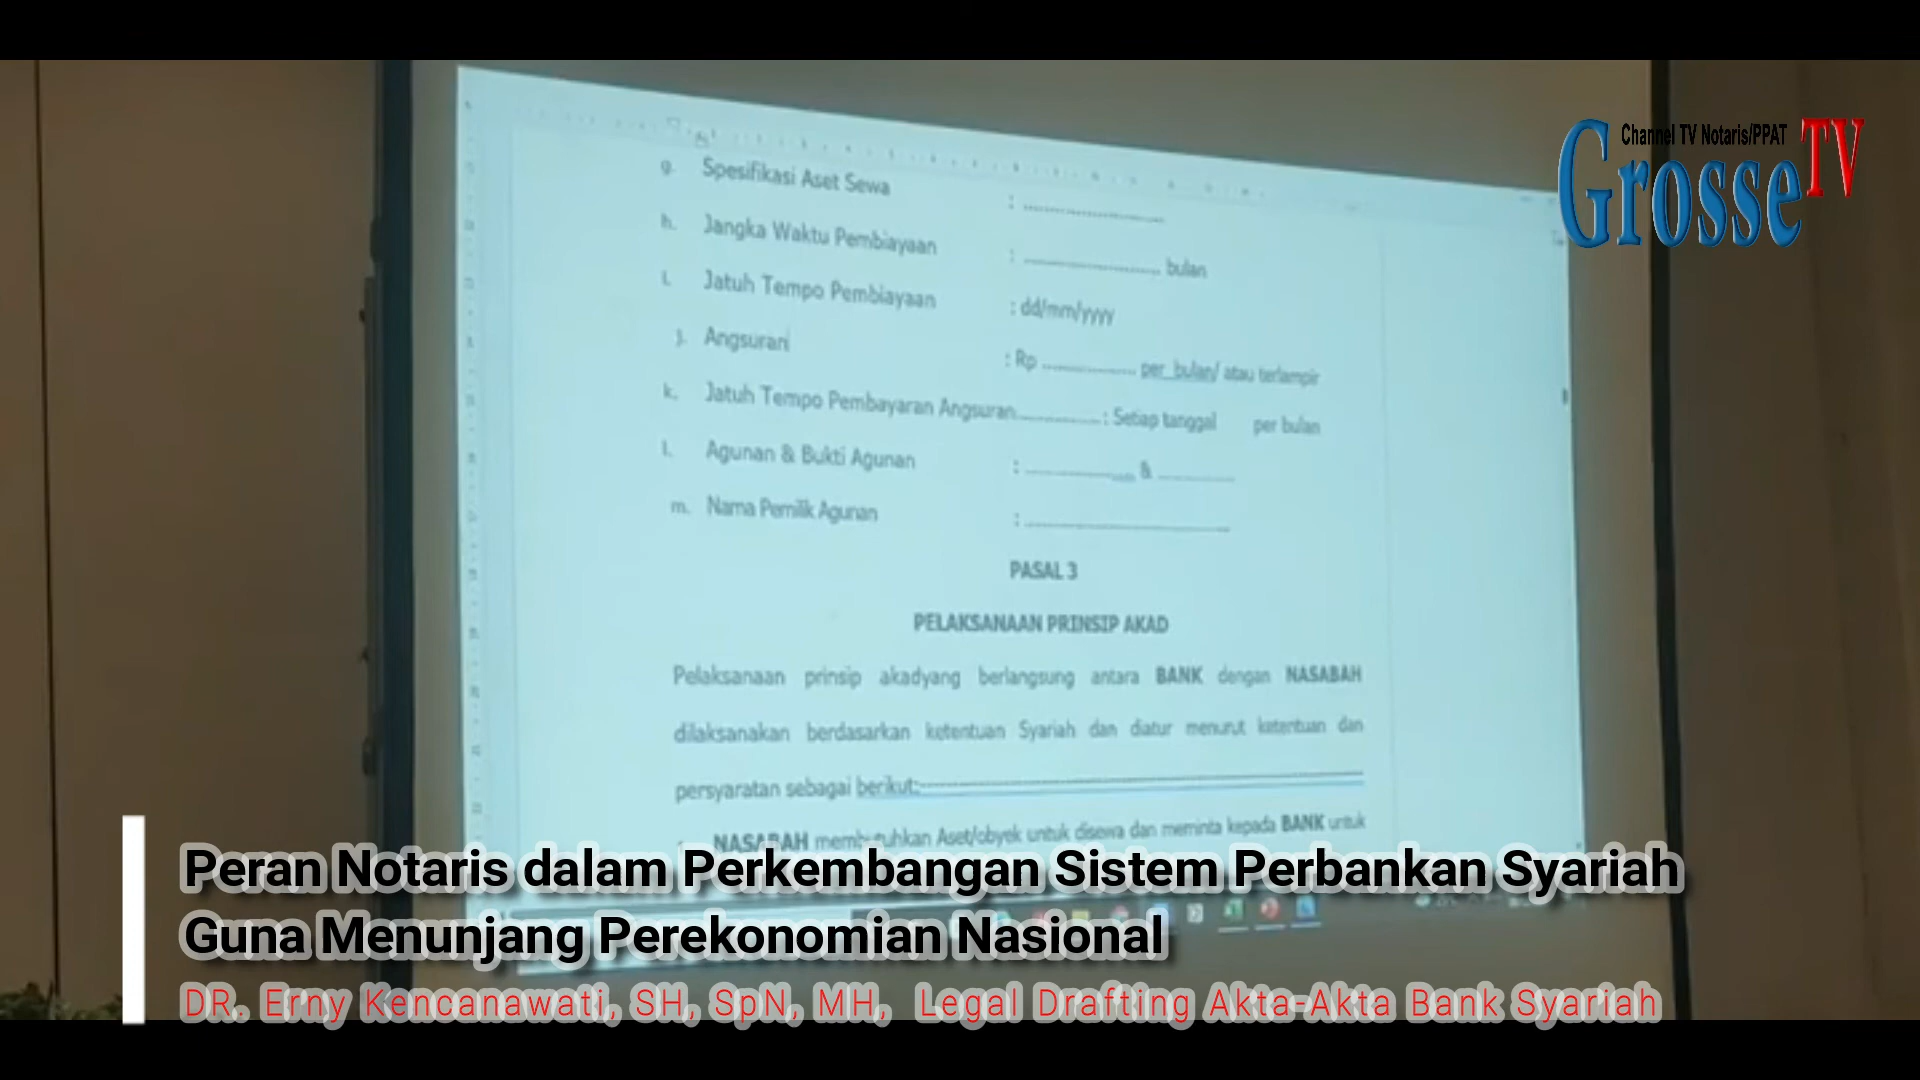 Channel TV Notaris/PPAT
Grosse TV
g. Spesifikasi Aset Sewa : ........................
h. Jangka Waktu Pembiayaan : ........................ bulan
i. Jatuh Tempo Pembiayaan : dd/mm/yyyy
j. Angsuran : Rp ................ per_bulan/ atau terlampir
k. Jatuh Tempo Pembayaran Angsuran..............: Setiap tanggal per bulan
l. Agunan & Bukti Agunan : .................... & ..............
m. Nama Pemilik Agunan : ....................................
PASAL 3
PELAKSANAAN PRINSIP AKAD
Pelaksanaan prinsip akadyang berlangsung antara BANK dengan NASABAH
dilaksanakan berdasarkan ketentuan Syariah dan diatur menurut ketentuan dan
persyaratan sebagai berikut:--------------------------------
NASABAH membutuhkan Aset/obyek untuk disewa dan meminta kepada BANK untuk
Peran Notaris dalam Perkembangan Sistem Perbankan Syariah
Guna Menunjang Perekonomian Nasional
DR. Erny Kencanawati, SH, SpN, MH, Legal Drafting Akta-Akta Bank Syariah